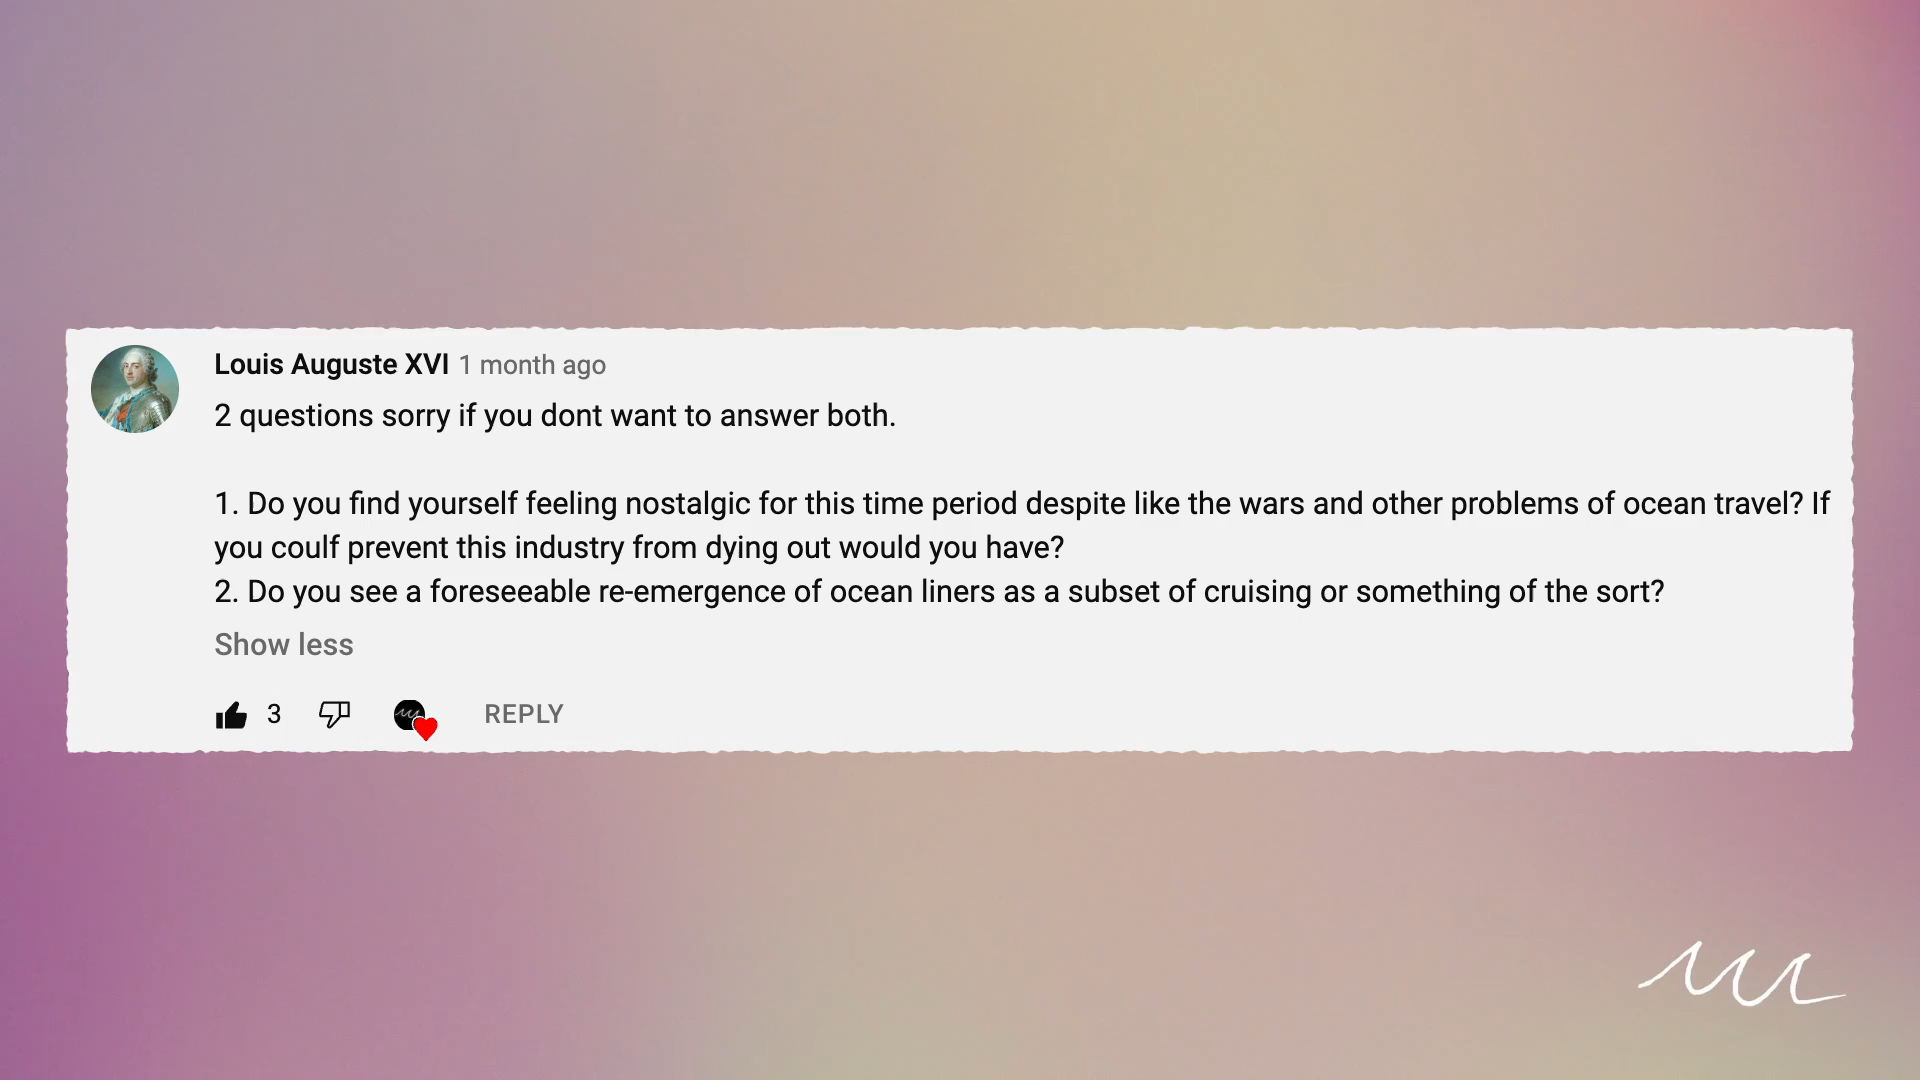 Louis Auguste XVI 1 month ago
2 questions sorry if you dont want to answer both.
1. Do you find yourself feeling nostalgic for this time period despite like the wars and other problems of ocean travel? If
you coulf prevent this industry from dying out would you have?
2. Do you see a foreseeable re-emergence of ocean liners as a subset of cruising or something of the sort?
Show less
3 REPLY